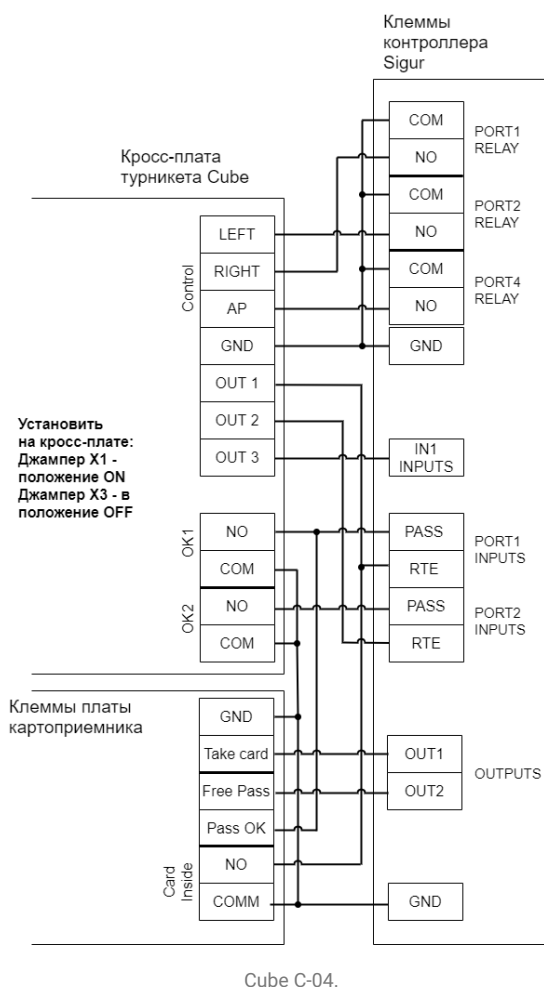 Клеммы
контроллера
Sigur
Кросс-плата
турникета Cube
COM
NO
PORT1
RELAY
COM
NO
PORT2
RELAY
COM
NO
PORT4
RELAY
GND
Control
LEFT
RIGHT
AP
GND
OUT 1
OUT 2
OUT 3
IN1
INPUTS
Установить
на кросс-плате:
Джампер X1 -
положение ON
Джампер X3 - в
положение OFF
OK1
NO
COM
OK2
NO
COM
PASS
RTE
PORT1
INPUTS
PASS
RTE
PORT2
INPUTS
Клеммы платы
картоприемника
GND
Take card
Free Pass
Pass OK
Card
Inside
NO
COMM
OUT1
OUT2
OUTPUTS
GND
Cube C-04.